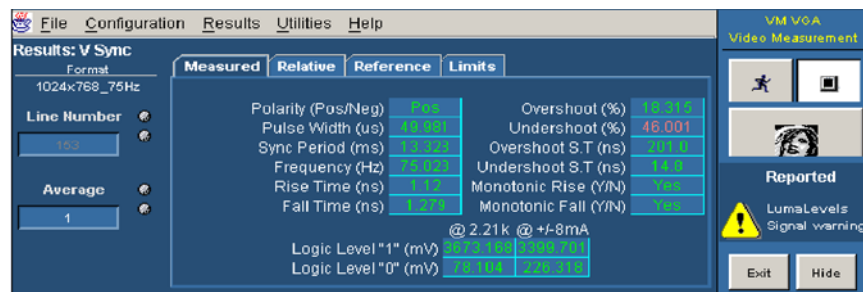 File Configuration Results Utilities Help
VM VGA
Video Measurement
Results: V Sync
Format
1024x768_75Hz
Line Number
163
Average
1
Measured Relative Reference Limits
Polarity (Pos/Neg) Pos Overshoot (%) 18.315
Pulse Width (us) 49.981 Undershoot (%) 46.001
Sync Period (ms) 13.323 Overshoot S.T (ns) 201.0
Frequency (Hz) 75.023 Undershoot S.T (ns) 14.8
Rise Time (ns) 1.12 Monotonic Rise (Y/N) Yes
Fall Time (ns) 1.279 Monotonic Fall (Y/N) Yes
@ 2.21k @ +/-8mA
Logic Level "1" (mV) 3673.168 3399.701
Logic Level "0" (mV) 78.104 226.318
Reported
LumaLevels
Signal warning
Exit Hide